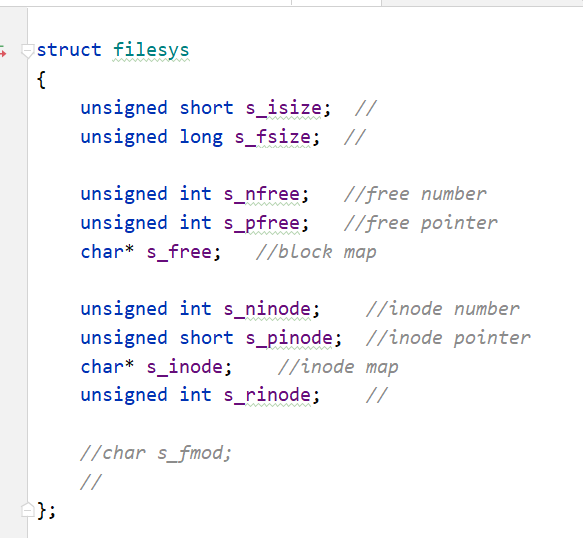 struct filesys
{
    unsigned short s_isize;  //
    unsigned long s_fsize;  //

    unsigned int s_nfree;   //free number
    unsigned int s_pfree;   //free pointer
    char* s_free;   //block map

    unsigned int s_ninode;    //inode number
    unsigned short s_pinode;  //inode pointer
    char* s_inode;    //inode map
    unsigned int s_rinode;    //

    //char s_fmod;
    //
};